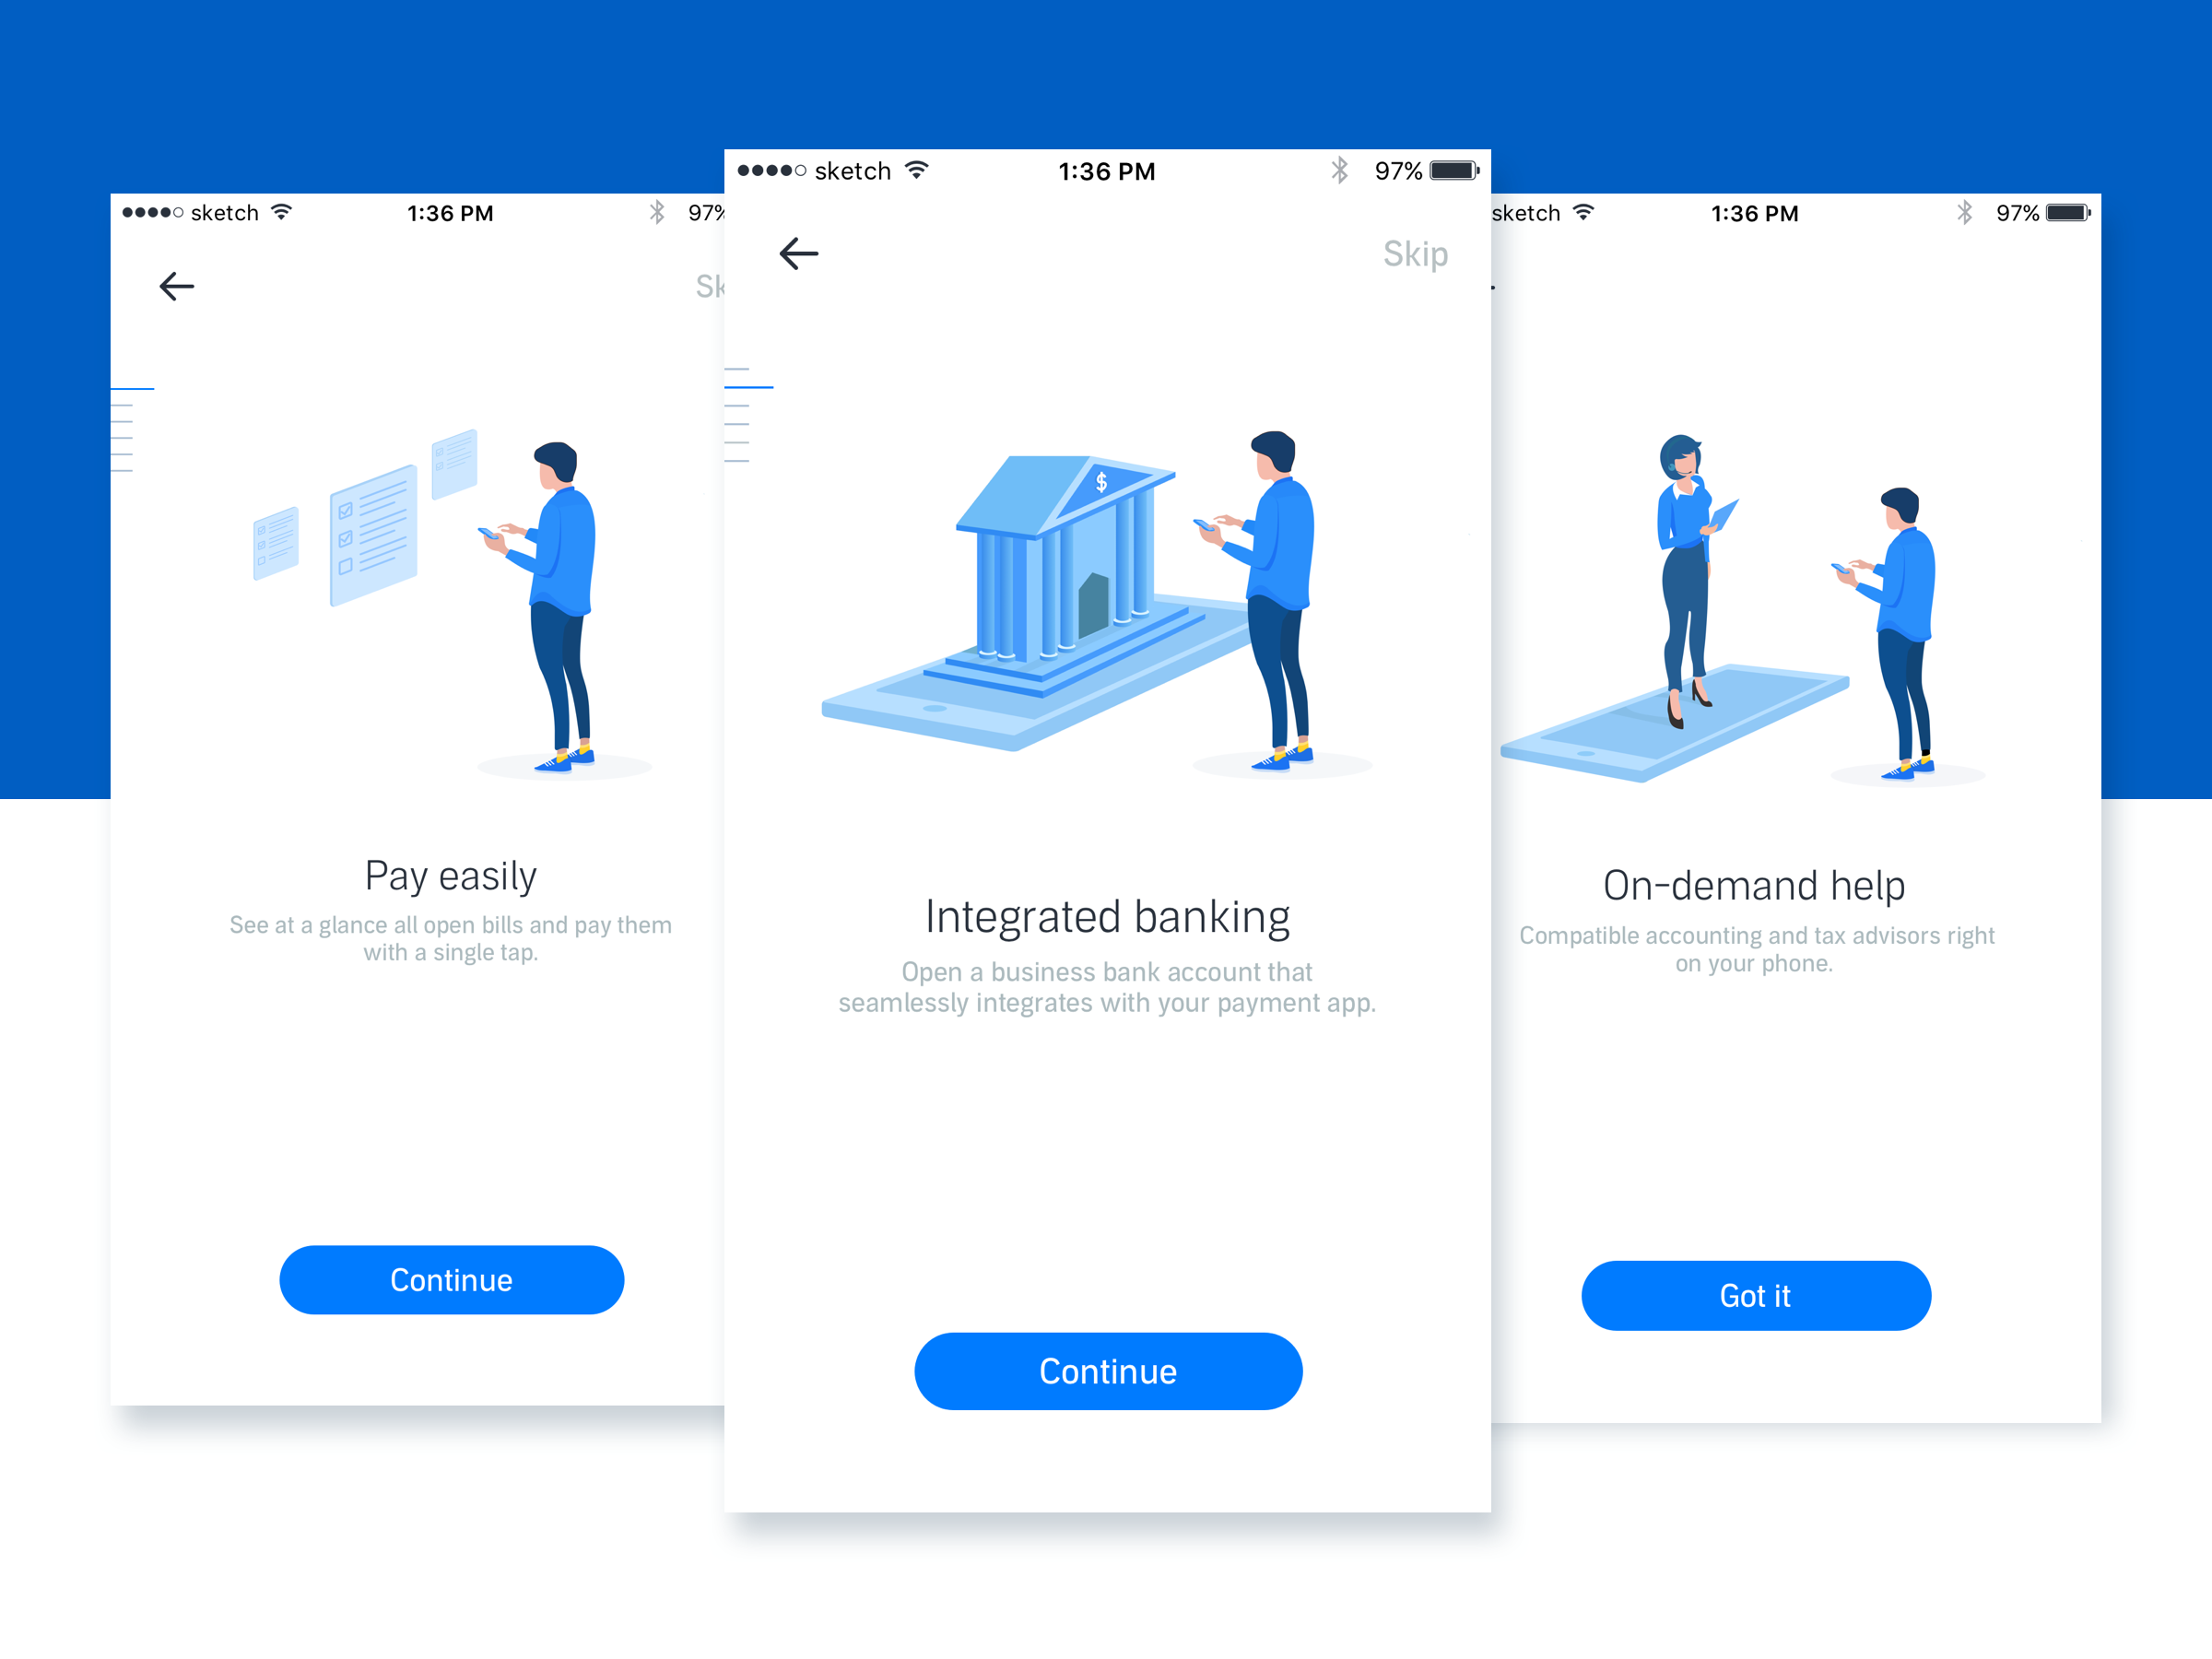 sketch 1:36 PM 97%
Pay easily
See at a glance all open bills and pay them
with a single tap.
Continue
sketch 1:36 PM 97%
Skip
$
Integrated banking
Open a business bank account that
seamlessly integrates with your payment app.
Continue
sketch 1:36 PM 97%
On-demand help
Compatible accounting and tax advisors right
on your phone.
Got it